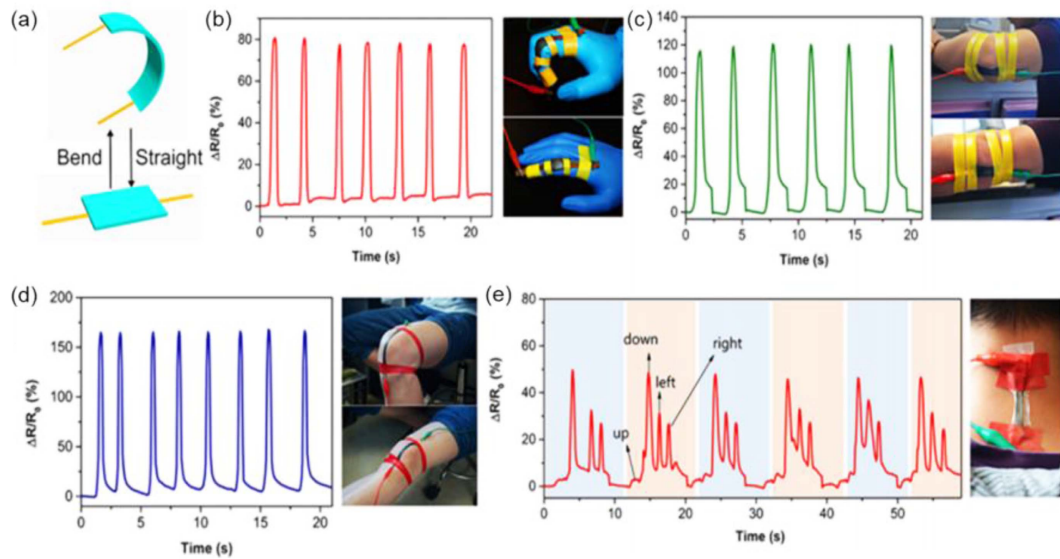 (a)
Bend
Straight
(b)
ΔR/R₀ (%)
80
60
40
20
0
0 5 10 15 20
Time (s)
(c)
ΔR/R₀ (%)
140
120
100
80
60
40
20
0
0 5 10 15 20
Time (s)
(d)
ΔR/R₀ (%)
200
150
100
50
0
0 5 10 15 20
Time (s)
(e)
ΔR/R₀ (%)
80
60
40
20
0
down
right
left
up
0 10 20 30 40 50
Time (s)